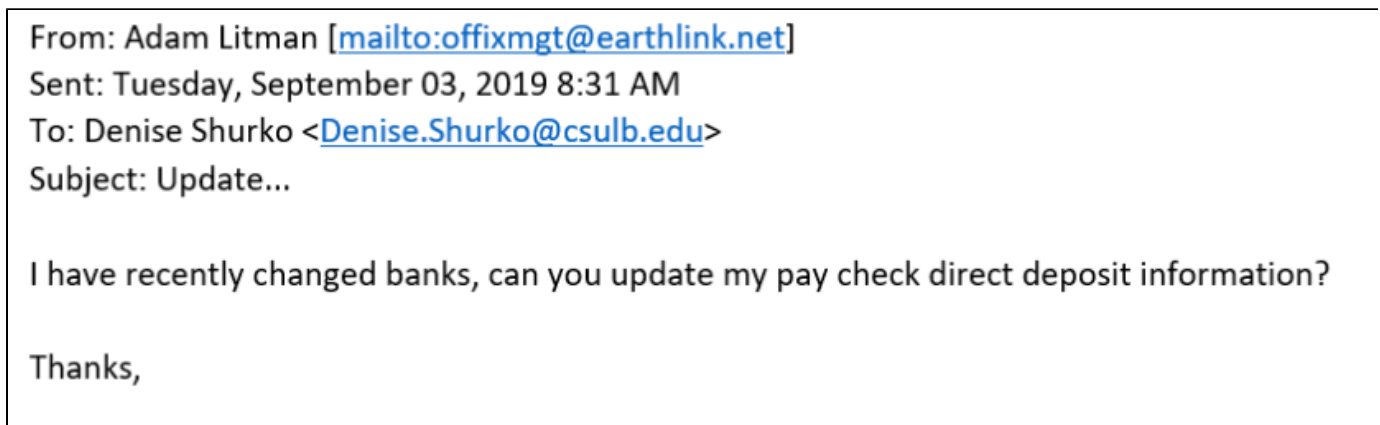 From: Adam Litman [mailto:offixmgt@earthlink.net]
Sent: Tuesday, September 03, 2019 8:31 AM
To: Denise Shurko <Denise.Shurko@csulb.edu>
Subject: Update...
I have recently changed banks, can you update my pay check direct deposit information?
Thanks,